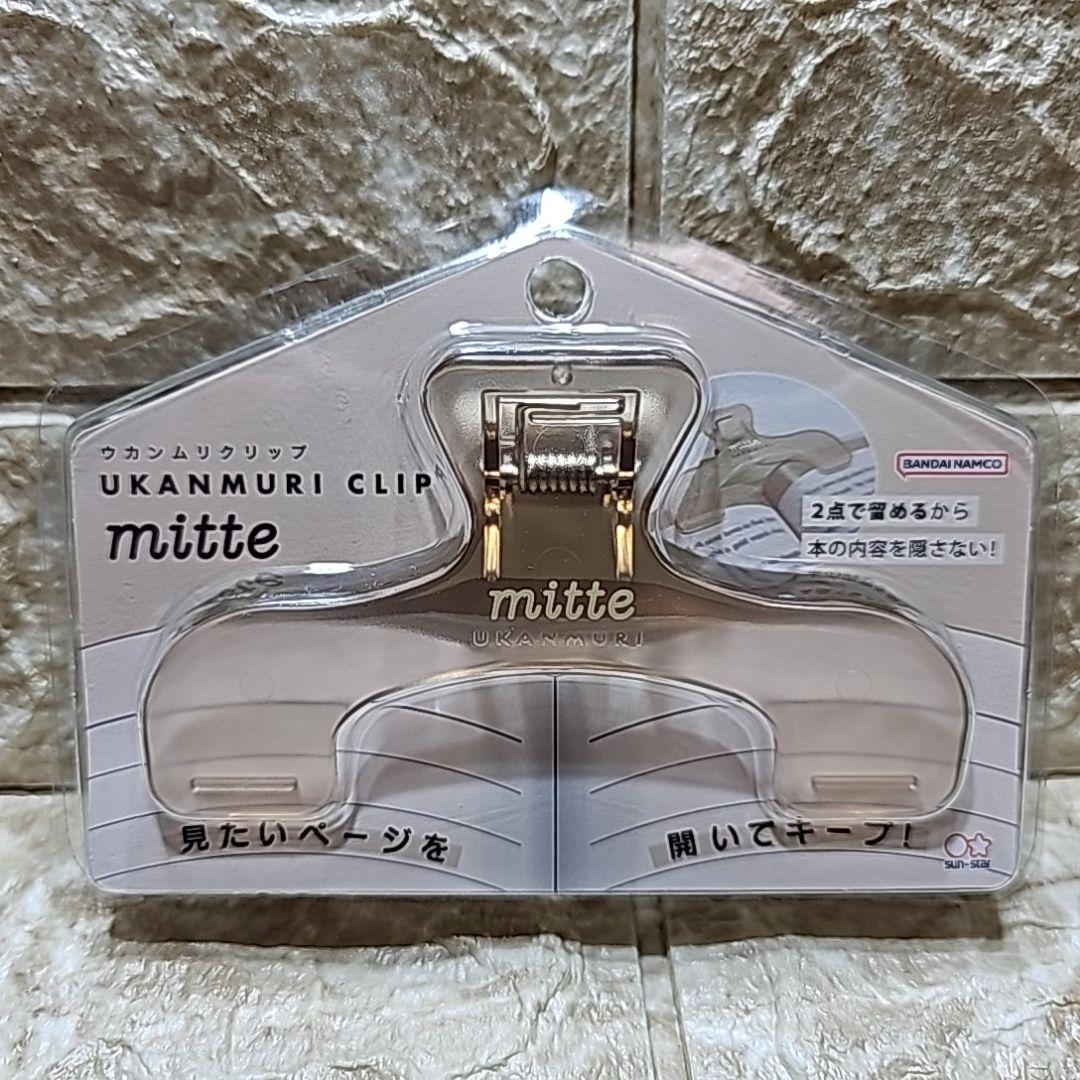 ウカンムリクリップ
UKANMURI CLIP
mitte
BANDAI NAMCO
2点で留めるから
本の内容を隠さない!
mitte
UKANMURI
見たいページを
開いてキープ!
sun-star